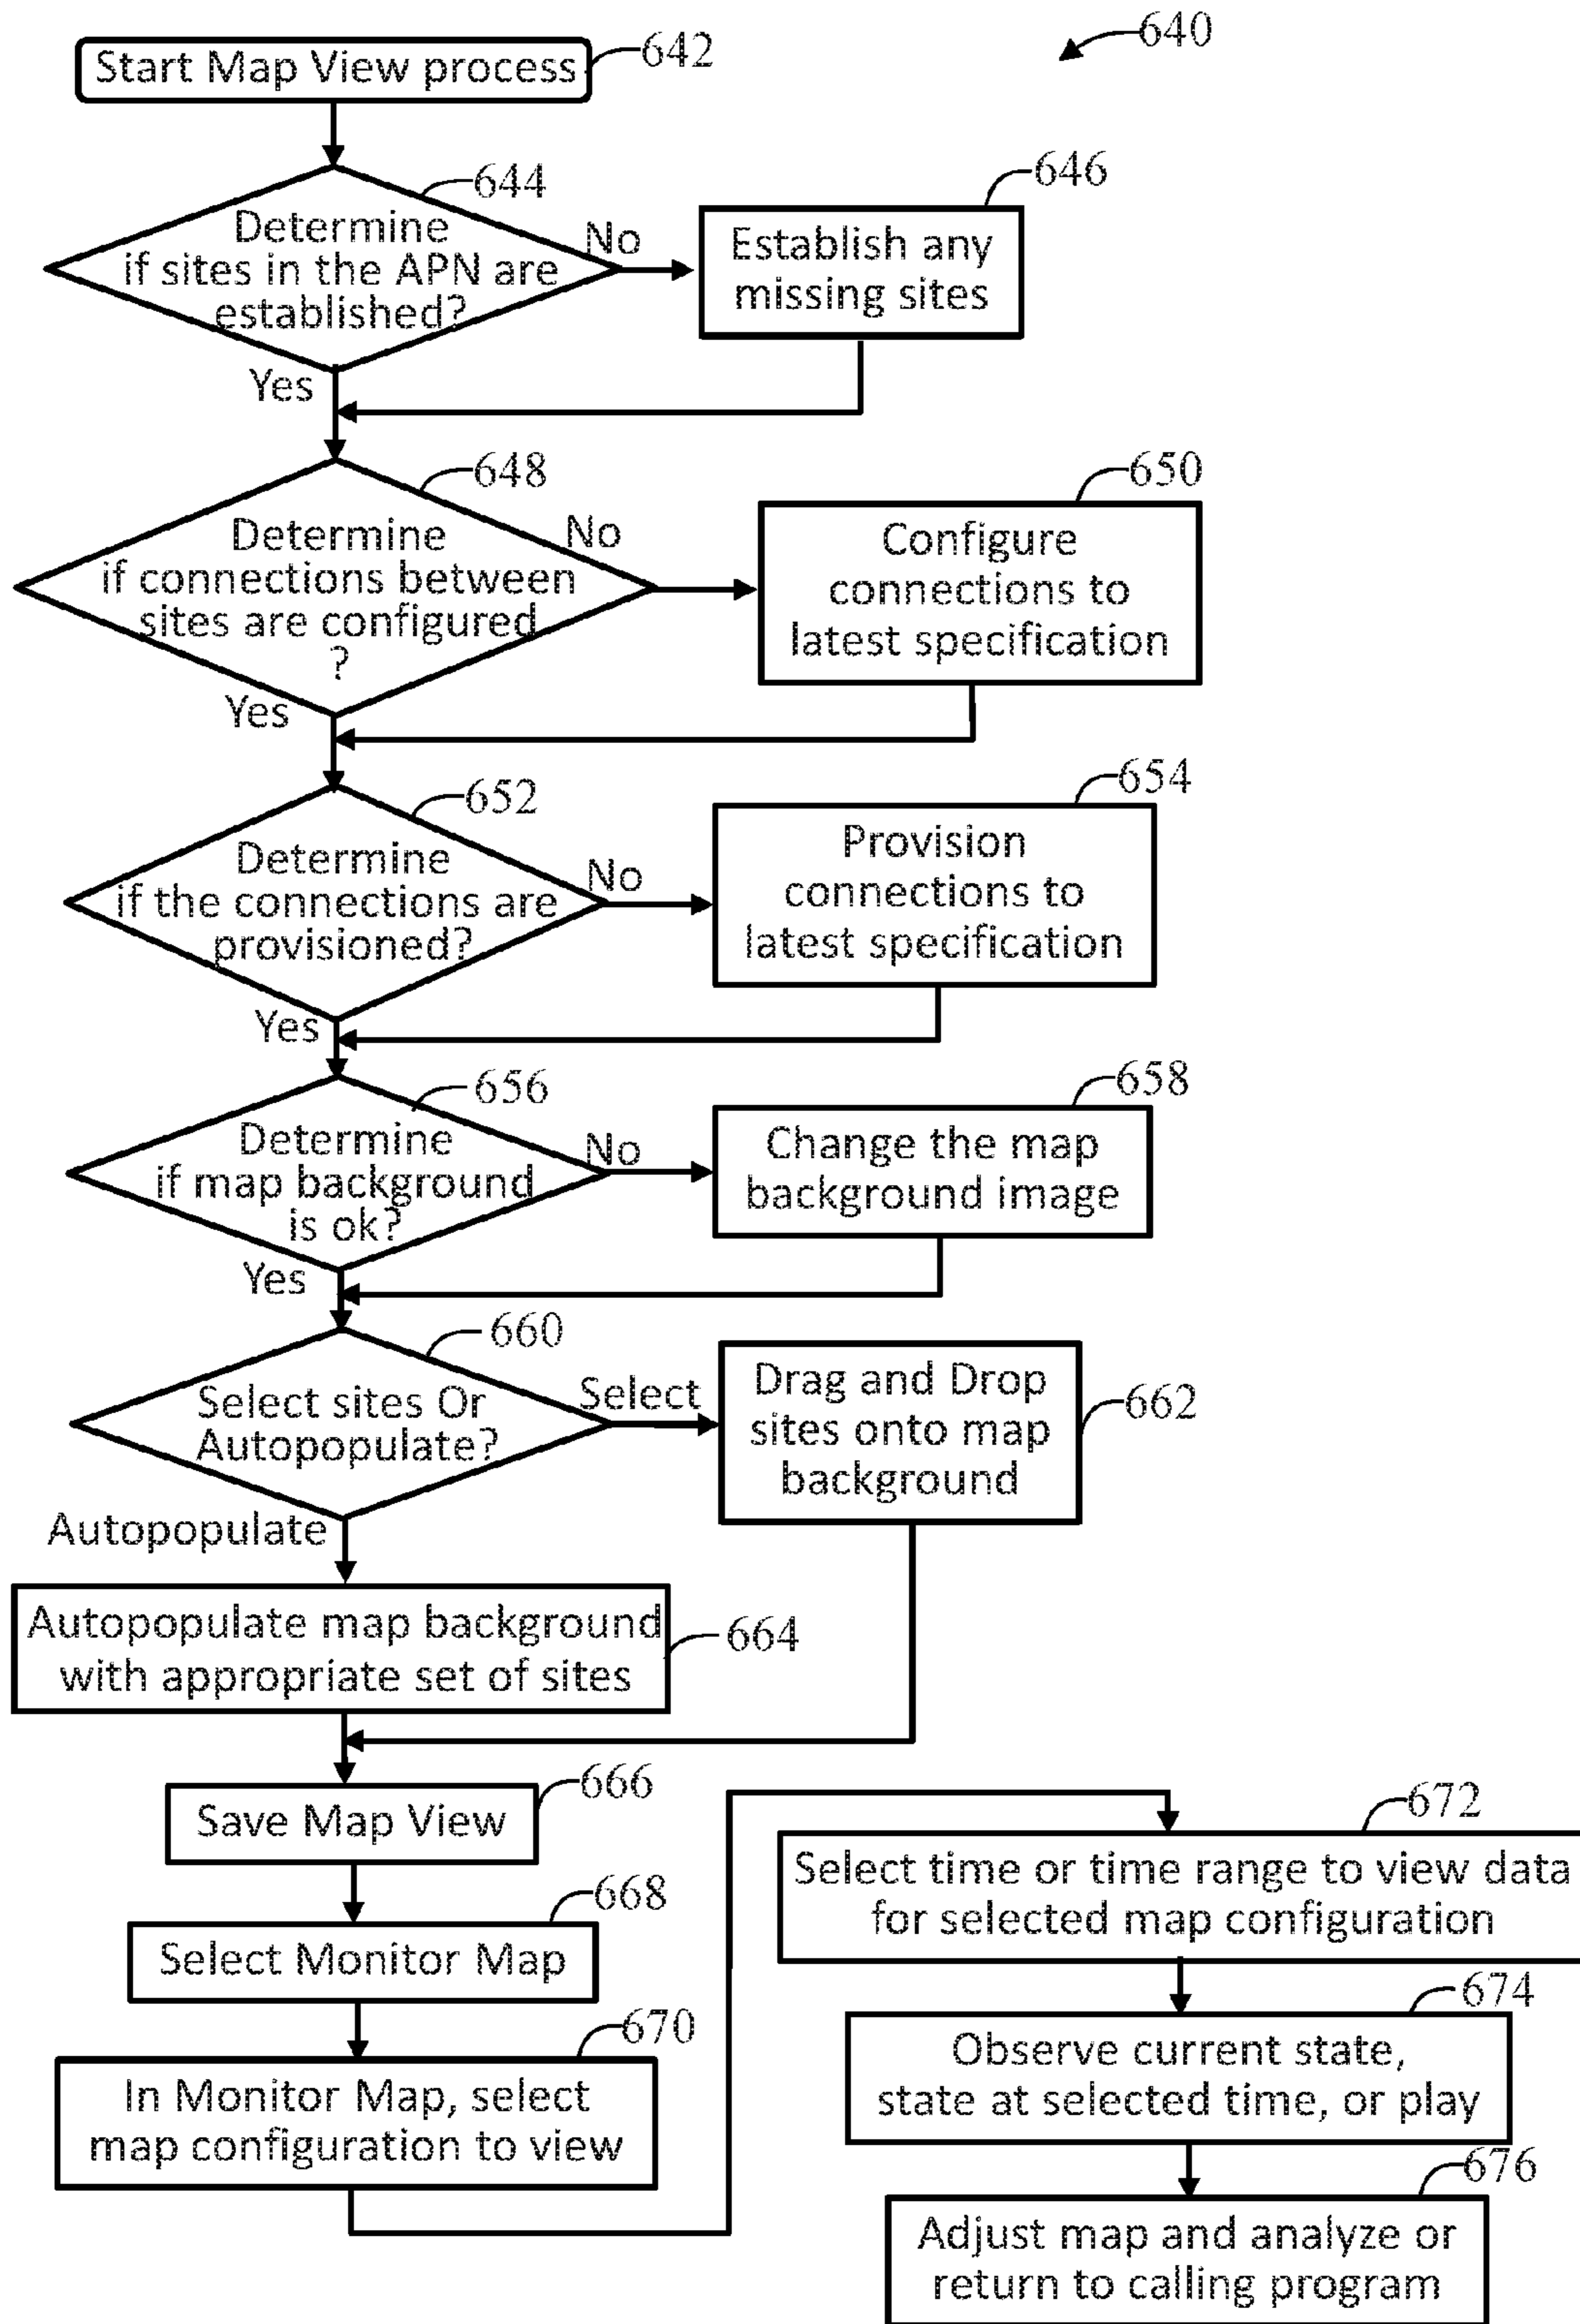 640
Start Map View process
642
644
Determine
if sites in the APN are
established?
No
646
Establish any
missing sites
Yes
648
Determine
if connections between
sites are configured
?
No
650
Configure
connections to
latest specification
Yes
652
Determine
if the connections are
provisioned?
No
654
Provision
connections to
latest specification
Yes
656
Determine
if map background
is ok?
No
658
Change the map
background image
Yes
660
Select sites Or
Autopopulate?
Select
Drag and Drop
sites onto map
background
662
Autopopulate
Autopopulate map background
with appropriate set of sites
664
666
Save Map View
668
Select Monitor Map
670
In Monitor Map, select
map configuration to view
672
Select time or time range to view data
for selected map configuration
674
Observe current state,
state at selected time, or play
676
Adjust map and analyze or
return to calling program